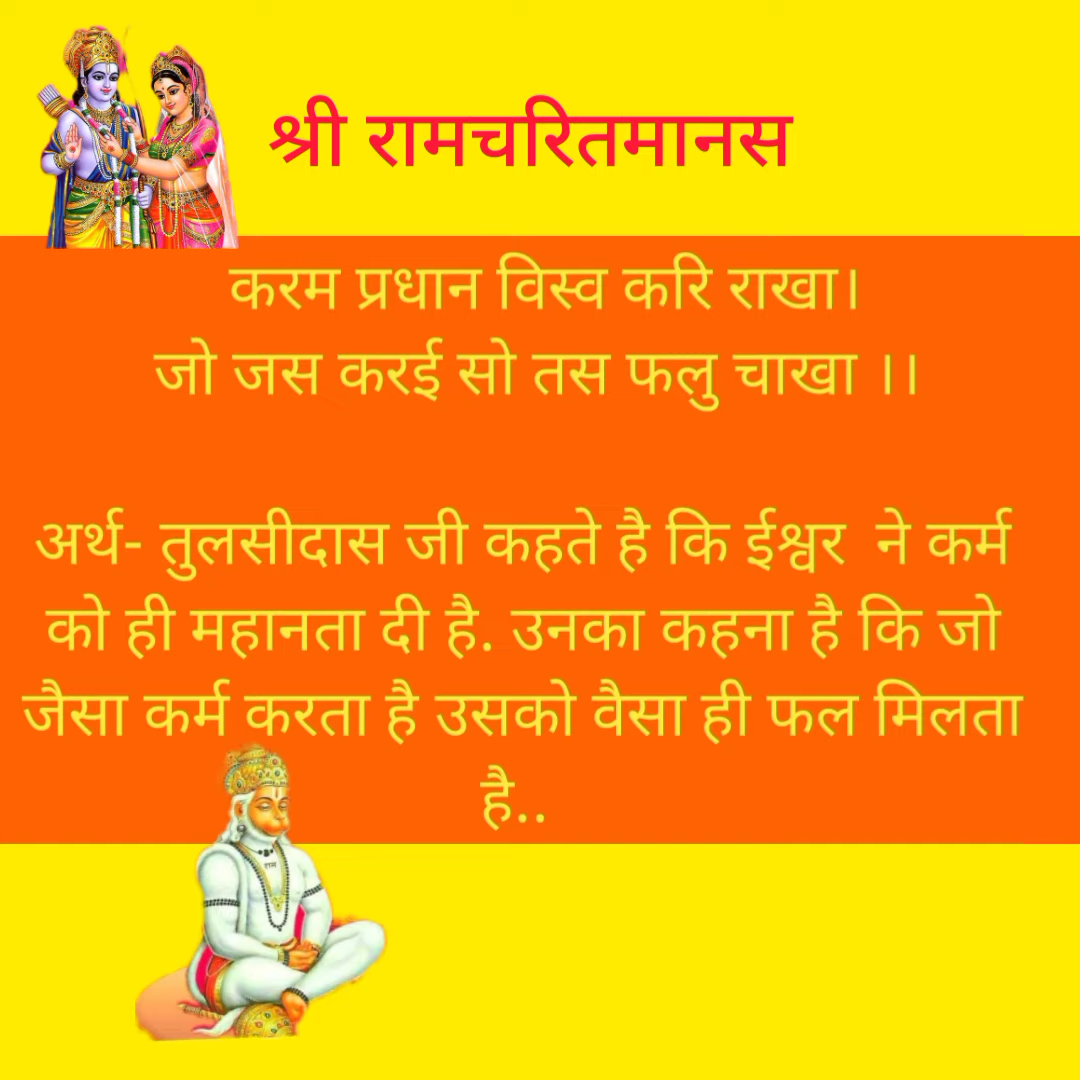 श्री रामचरितमानस
करम प्रधान विस्व करि राखा।
जो जस करई सो तस फलु चाखा ।।
अर्थ- तुलसीदास जी कहते है कि ईश्वर ने कर्म
को ही महानता दी है. उनका कहना है कि जो
जैसा कर्म करता है उसको वैसा ही फल मिलता
है..
राम